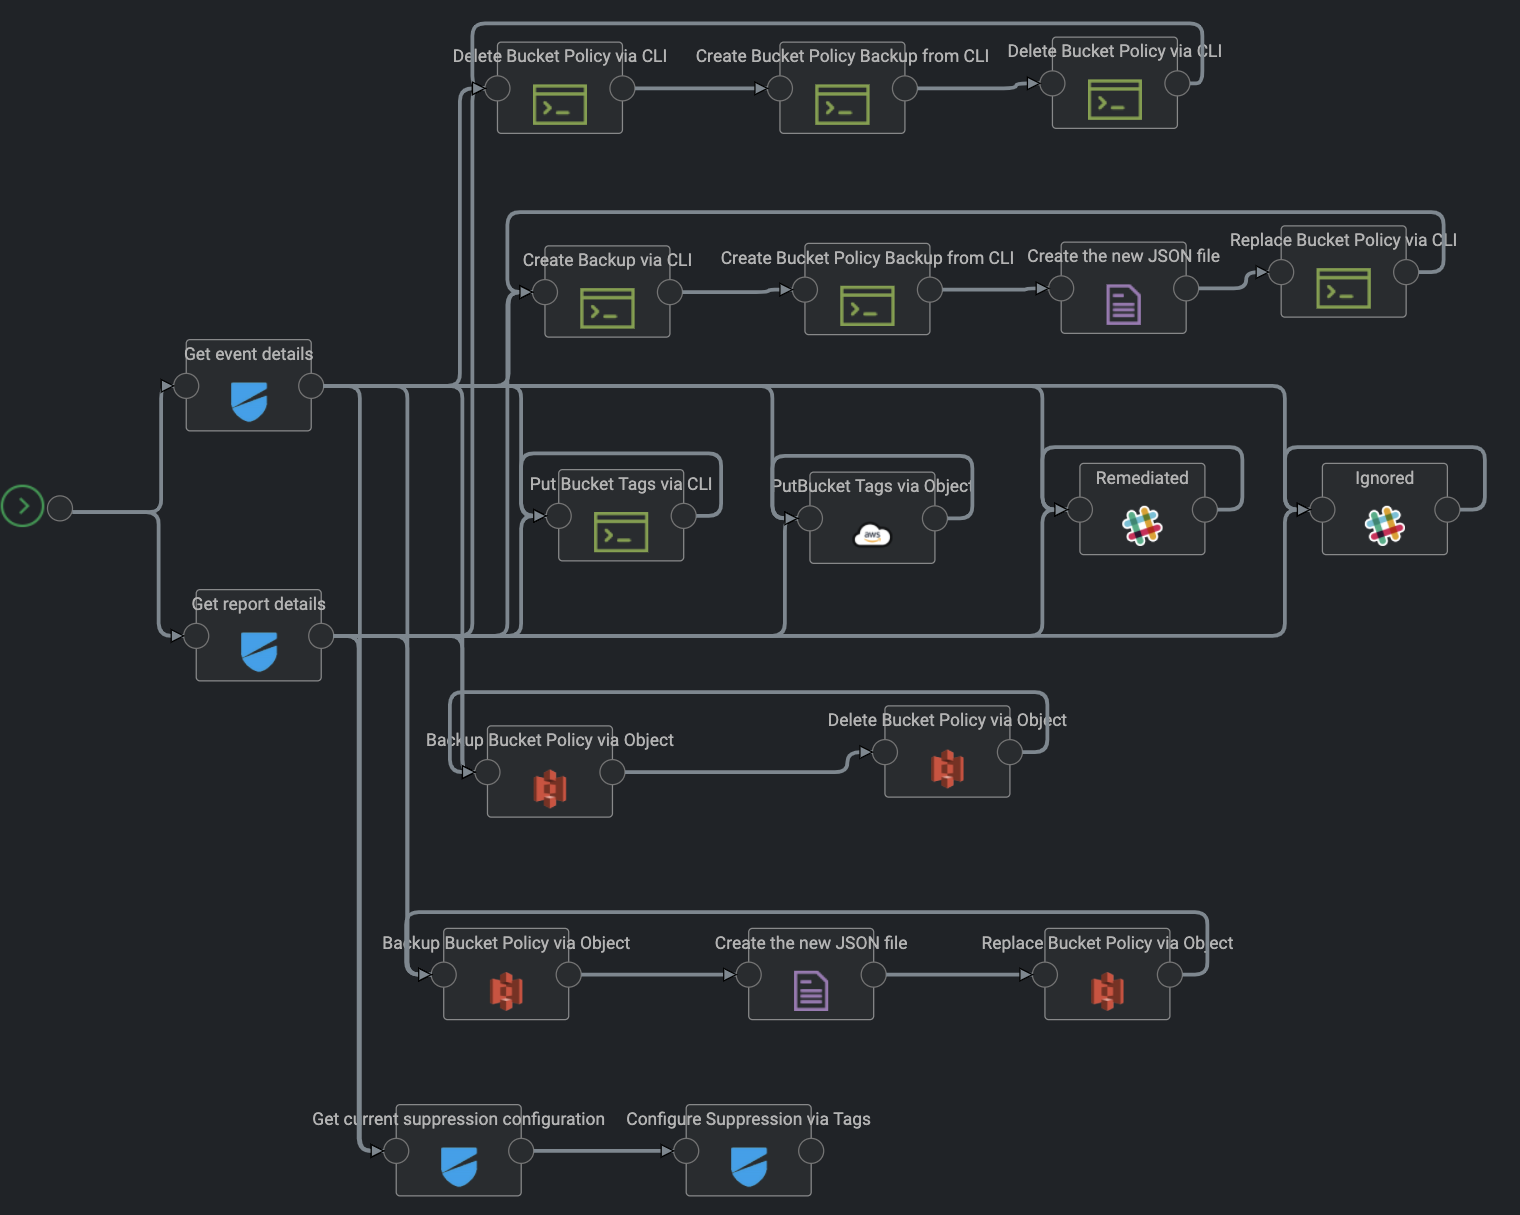 Delete Bucket Policy via CLI
Create Bucket Policy Backup from CLI
Delete Bucket Policy via CLI
Create Backup via CLI
Create Bucket Policy Backup from CLI
Create the new JSON file
Replace Bucket Policy via CLI
Get event details
Put Bucket Tags via CLI
PutBucket Tags via Object
aws
Remediated
Ignored
Get report details
Backup Bucket Policy via Object
Delete Bucket Policy via Object
Backup Bucket Policy via Object
Create the new JSON file
Replace Bucket Policy via Object
Get current suppression configuration
Configure Suppression via Tags